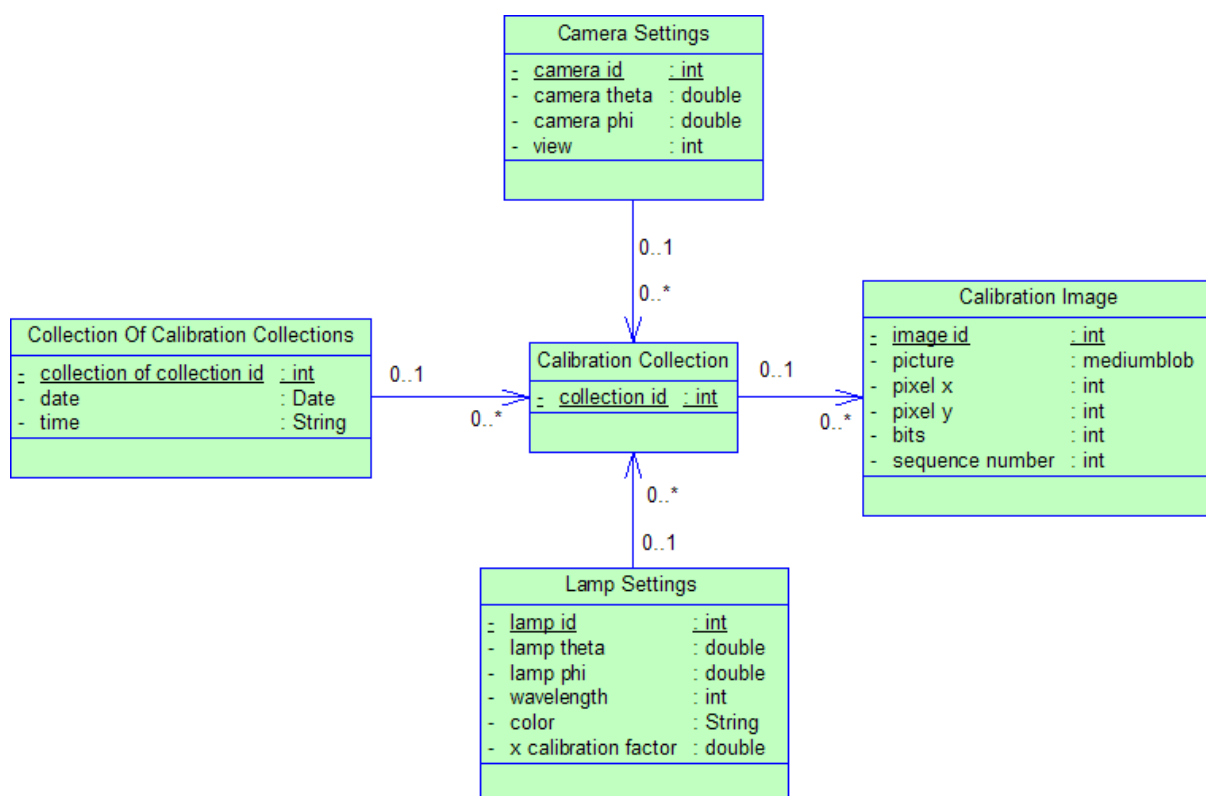 Camera Settings
- camera id : int
- camera theta : double
- camera phi : double
- view : int
0..1
0..*
Collection Of Calibration Collections
- collection of collection id : int
- date : Date
- time : String
0..1
0..*
Calibration Collection
- collection id : int
0..1
0..*
Calibration Image
- image id : int
- picture : mediumblob
- pixel x : int
- pixel y : int
- bits : int
- sequence number : int
0..*
0..1
Lamp Settings
- lamp id : int
- lamp theta : double
- lamp phi : double
- wavelength : int
- color : String
- x calibration factor : double